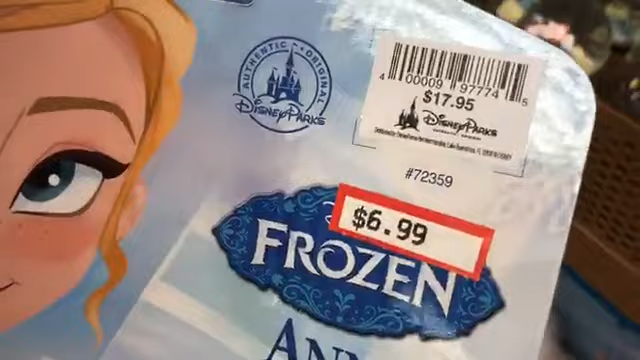 AUTHENTIC • ORIGINAL
DISNEY PARKS
4 00009 97774 5
$17.95
DISNEY PARKS
#72359
$6.99
FROZEN